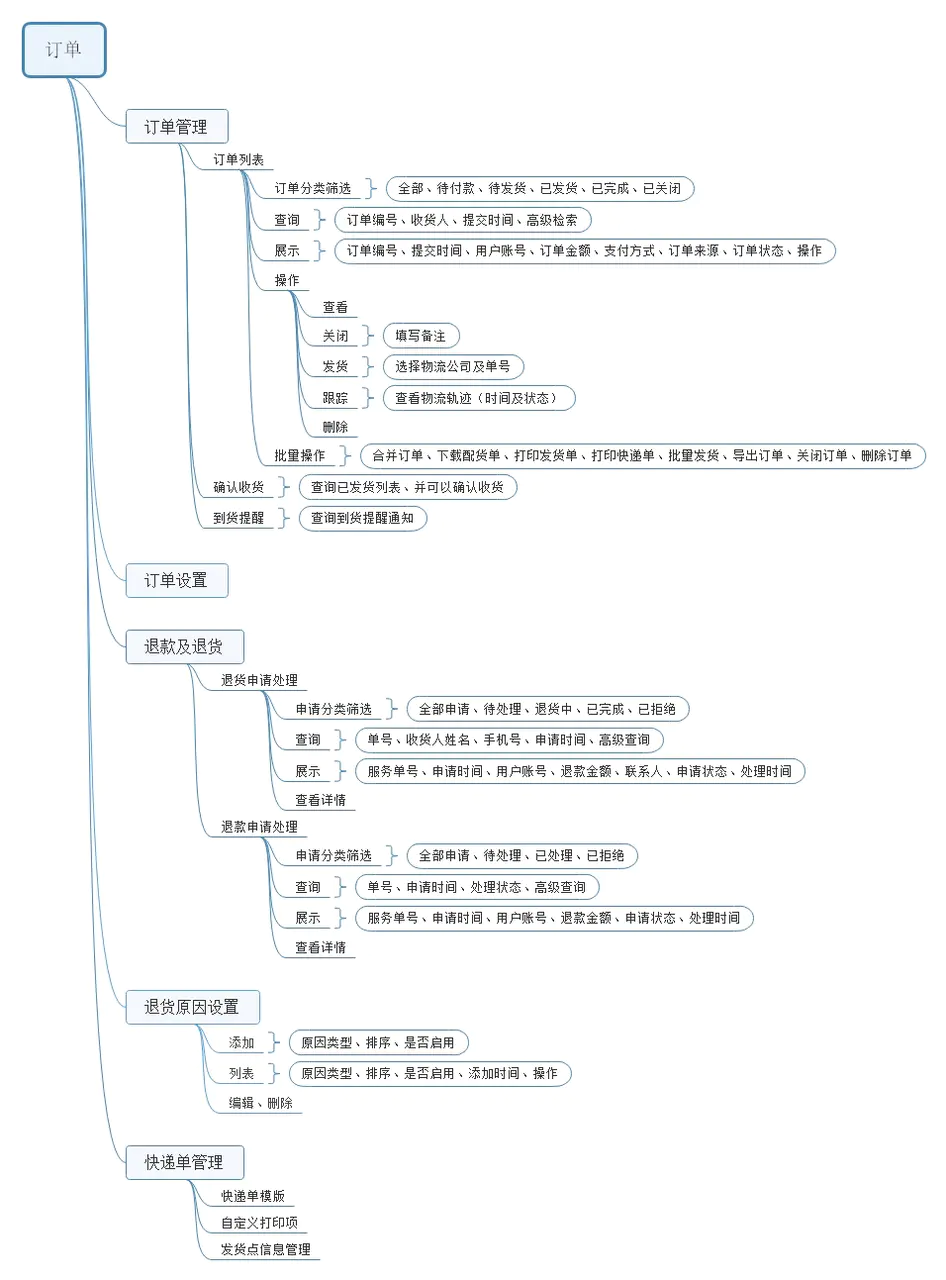 订单
订单管理
订单列表
订单分类筛选 全部、待付款、待发货、已发货、已完成、已关闭
查询 订单编号、收货人、提交时间、高级检索
展示 订单编号、提交时间、用户账号、订单金额、支付方式、订单来源、订单状态、操作
操作
查看
关闭 填写备注
发货 选择物流公司及单号
跟踪 查看物流轨迹（时间及状态）
删除
批量操作 合并订单、下载配货单、打印发货单、打印快递单、批量发货、导出订单、关闭订单、删除订单
确认收货 查询已发货列表、并可以确认收货
到货提醒 查询到货提醒通知
订单设置
退款及退货
退货申请处理
申请分类筛选 全部申请、待处理、退货中、已完成、已拒绝
查询 单号、收货人姓名、手机号、申请时间、高级查询
展示 服务单号、申请时间、用户账号、退款金额、联系人、申请状态、处理时间
查看详情
退款申请处理
申请分类筛选 全部申请、待处理、已处理、已拒绝
查询 单号、申请时间、处理状态、高级查询
展示 服务单号、申请时间、用户账号、退款金额、申请状态、处理时间
查看详情
退货原因设置
添加 原因类型、排序、是否启用
列表 原因类型、排序、是否启用、添加时间、操作
编辑、删除
快递单管理
快递单模版
自定义打印项
发货点信息管理